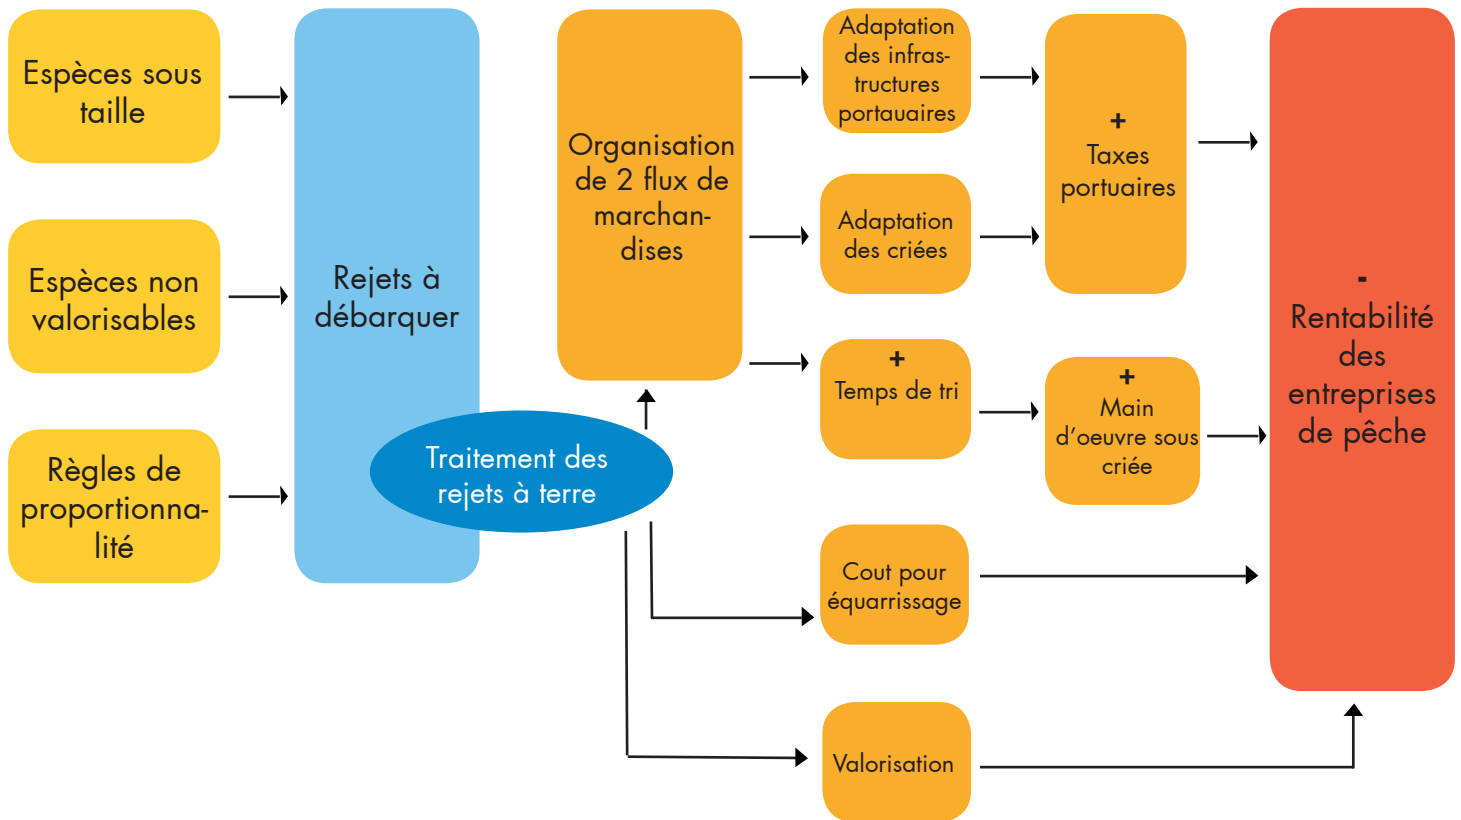 Espèces sous
taille
Espèces non
valorisables
Règles de
proportionna-
lité
Rejets à
débarquer
Traitement des
rejets à terre
Organisation
de 2 flux de
marchan-
dises
Adaptation
des infras-
tructures
portauaires
Adaptation
des criées
+
Temps de tri
Cout pour
équarrissage
Valorisation
+
Taxes
portuaires
+
Main
d'oeuvre sous
criée
-
Rentabilité
des
entreprises
de pêche